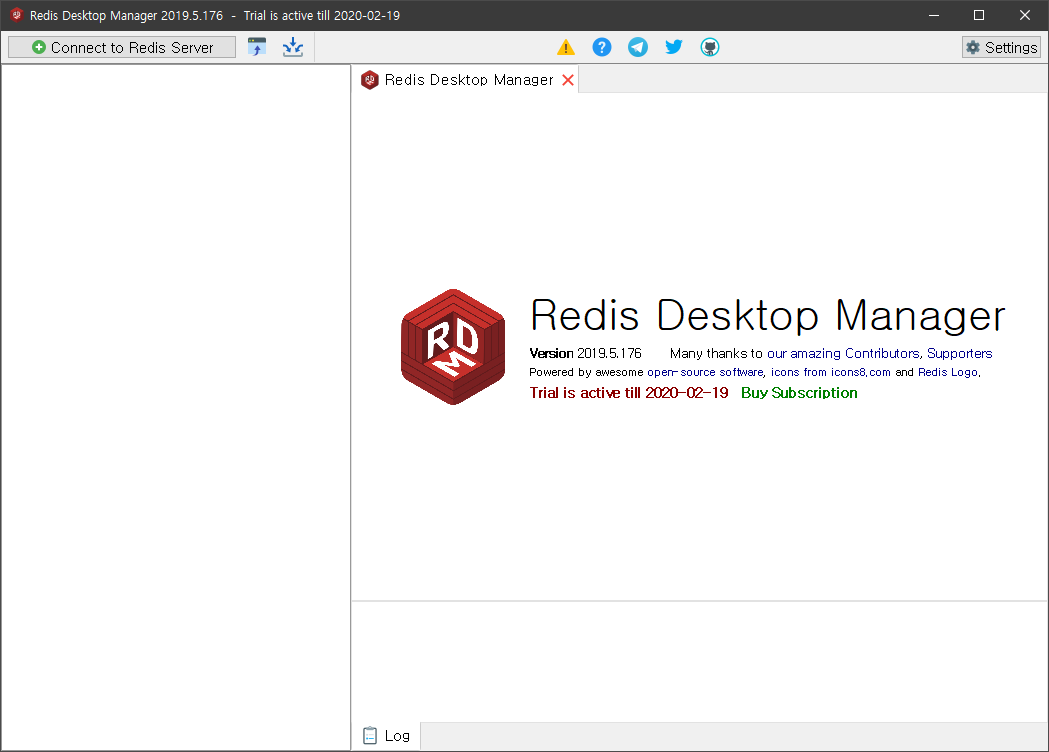 Redis Desktop Manager 2019.5.176 - Trial is active till 2020-02-19
Connect to Redis Server
Settings
Redis Desktop Manager
RDM
Redis Desktop Manager
Version 2019.5.176 Many thanks to our amazing Contributors, Supporters
Powered by awesome open-source software, icons from icons8.com and Redis Logo.
Trial is active till 2020-02-19 Buy Subscription
Log